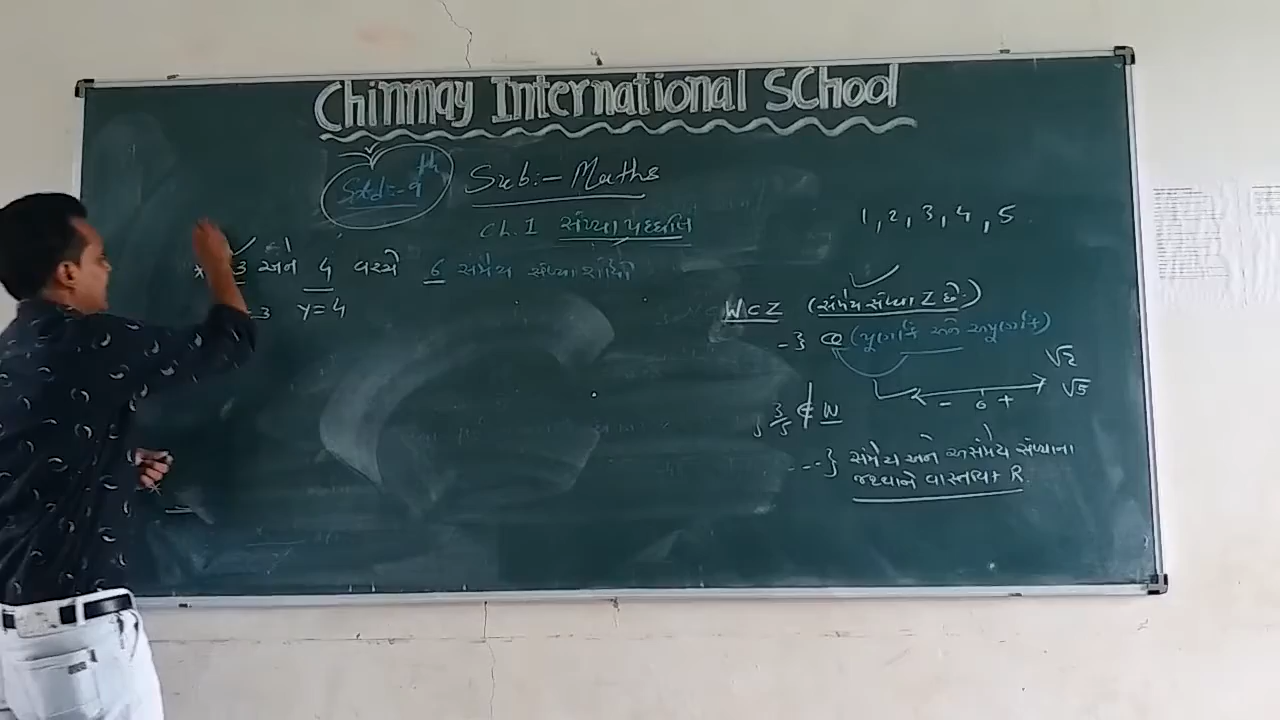 Chinmay International SChool
Std:- 9th Sub:- Maths
Ch. 1 સંખ્યા પદ્ધતિ
1, 2, 3, 4, 5
* 3 અને 4 વચ્ચે 6 સંમેય સંખ્યા શોધો
=3 Y=4
W⊂Z (સંમેય સંખ્યા Z છે.)
Q (પૂર્ણાંક અને અપૂર્ણાંક)
√2
√5
- 0 +
3/5 ∉ W
સંમેય અને અસંમેય સંખ્યાના
જથ્થાને વાસ્તવિક R.